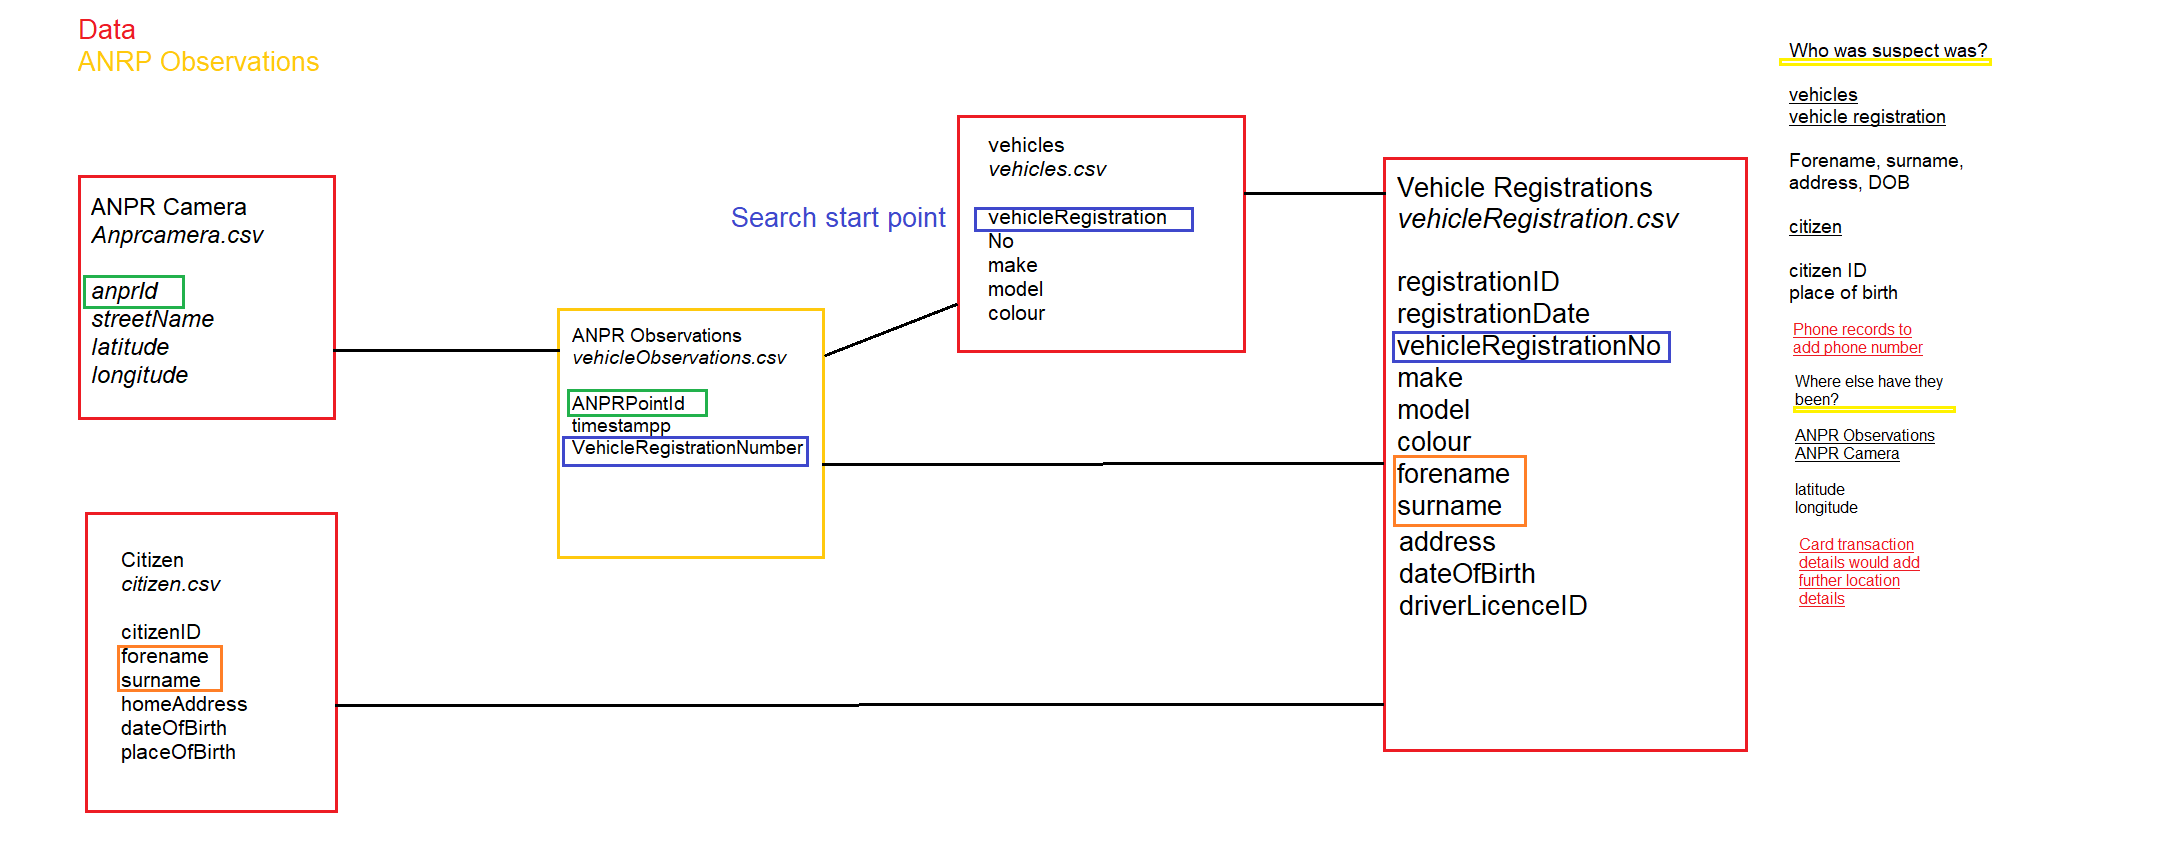 Data
ANRP Observations
ANPR Camera
Anprcamera.csv
anprId
streetName
latitude
longitude
Citizen
citizen.csv
citizenID
forename
surname
homeAddress
dateOfBirth
placeOfBirth
ANPR Observations
vehicleObservations.csv
ANPRPointId
timestampp
VehicleRegistrationNumber
Search start point
vehicles
vehicles.csv
vehicleRegistration
No
make
model
colour
Vehicle Registrations
vehicleRegistration.csv
registrationID
registrationDate
vehicleRegistrationNo
make
model
colour
forename
surname
address
dateOfBirth
driverLicenceID
Who was suspect was?
vehicles
vehicle registration
Forename, surname,
address, DOB
citizen
citizen ID
place of birth
Phone records to
add phone number
Where else have they
been?
ANPR Observations
ANPR Camera
latitude
longitude
Card transaction
details would add
further location
details